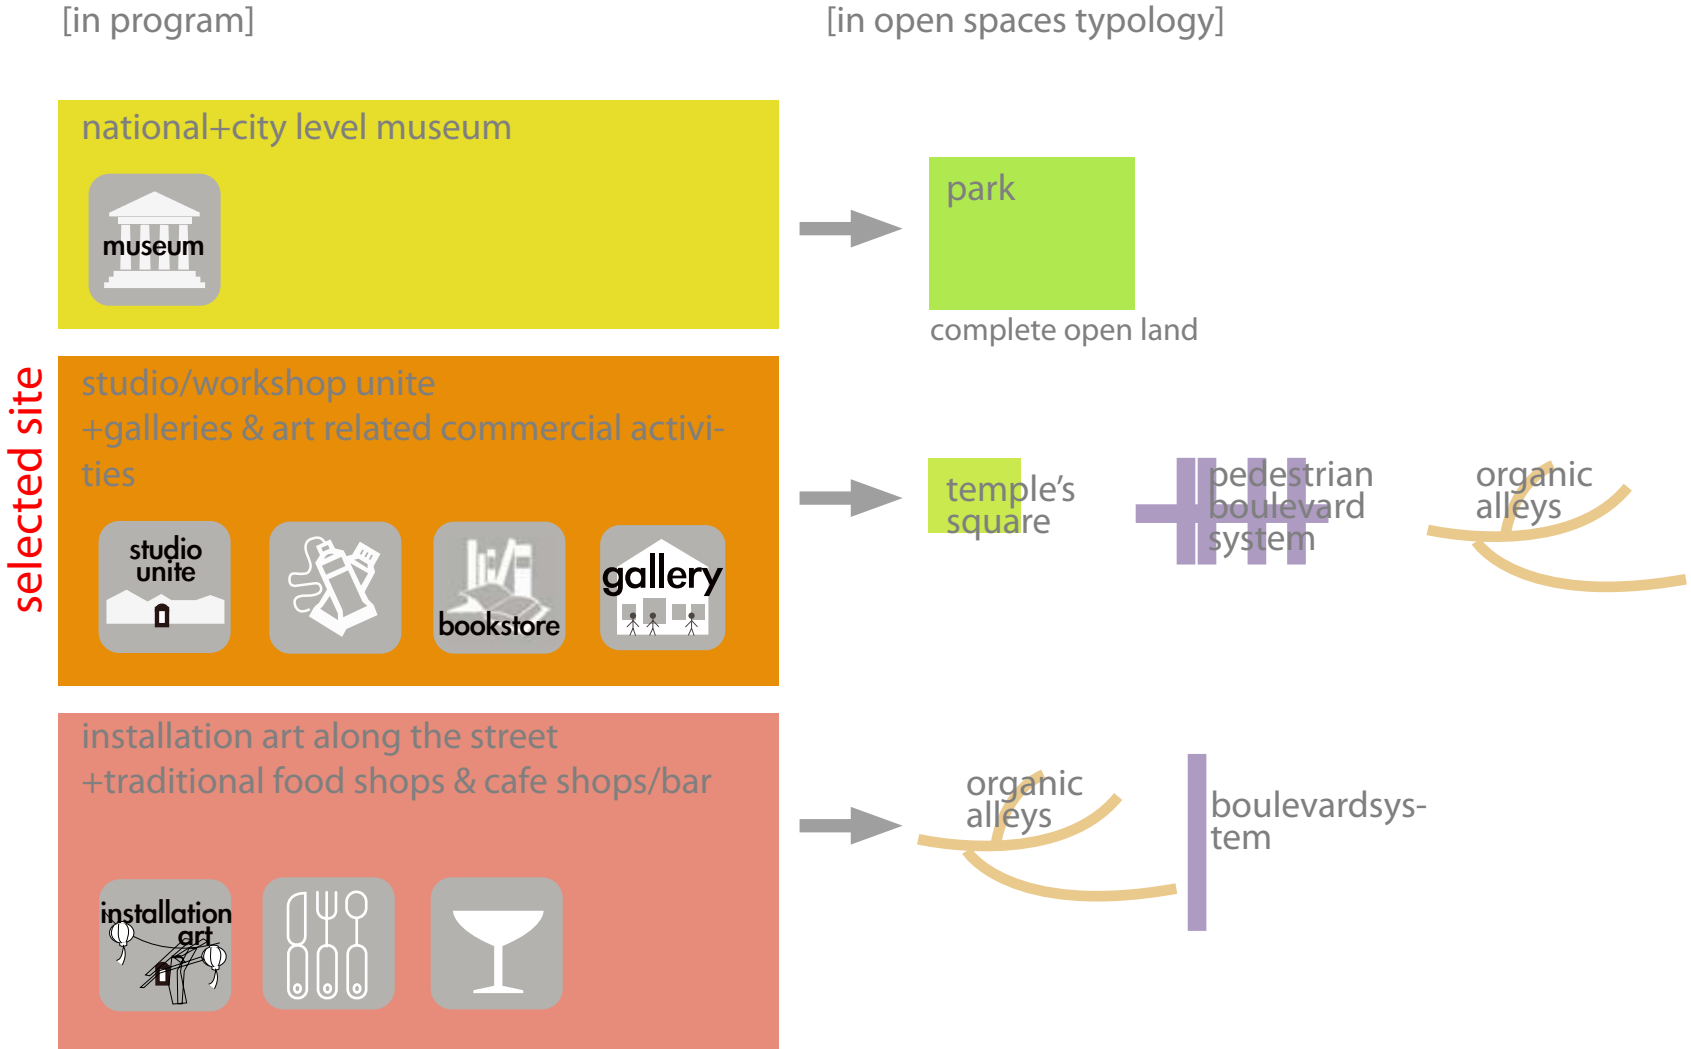 [in program]
[in open spaces typology]
national+city level museum
museum
park
complete open land
selected site
studio/workshop unite
+galleries & art related commercial activi-
ties
studio
unite
bookstore
gallery
temple's
square
pedestrian
boulevard
system
organic
alleys
installation art along the street
+traditional food shops & cafe shops/bar
installation
art
organic
alleys
boulevardsys-
tem